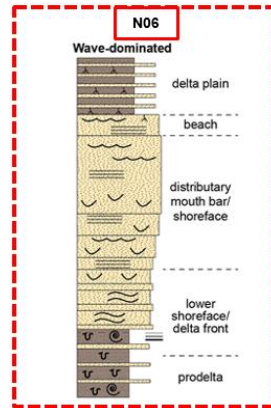 N06
Wave-dominated
delta plain
beach
distributary
mouth bar/
shoreface
lower
shoreface/
delta front
prodelta